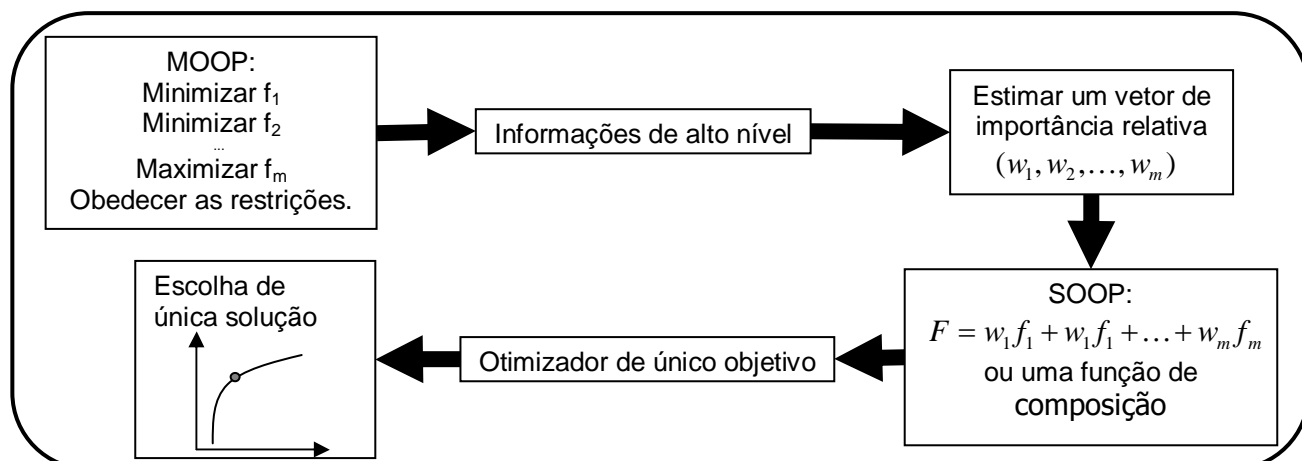 MOOP:
Minimizar f₁
Minimizar f₂
...
Maximizar fₘ
Obedecer as restrições.
Informações de alto nível
Estimar um vetor de
importância relativa
(w₁, w₂,…, wₘ)
SOOP:
F = w₁f₁ + w₁f₁ +…+ wₘfₘ
ou uma função de
composição
Otimizador de único objetivo
Escolha de
única solução